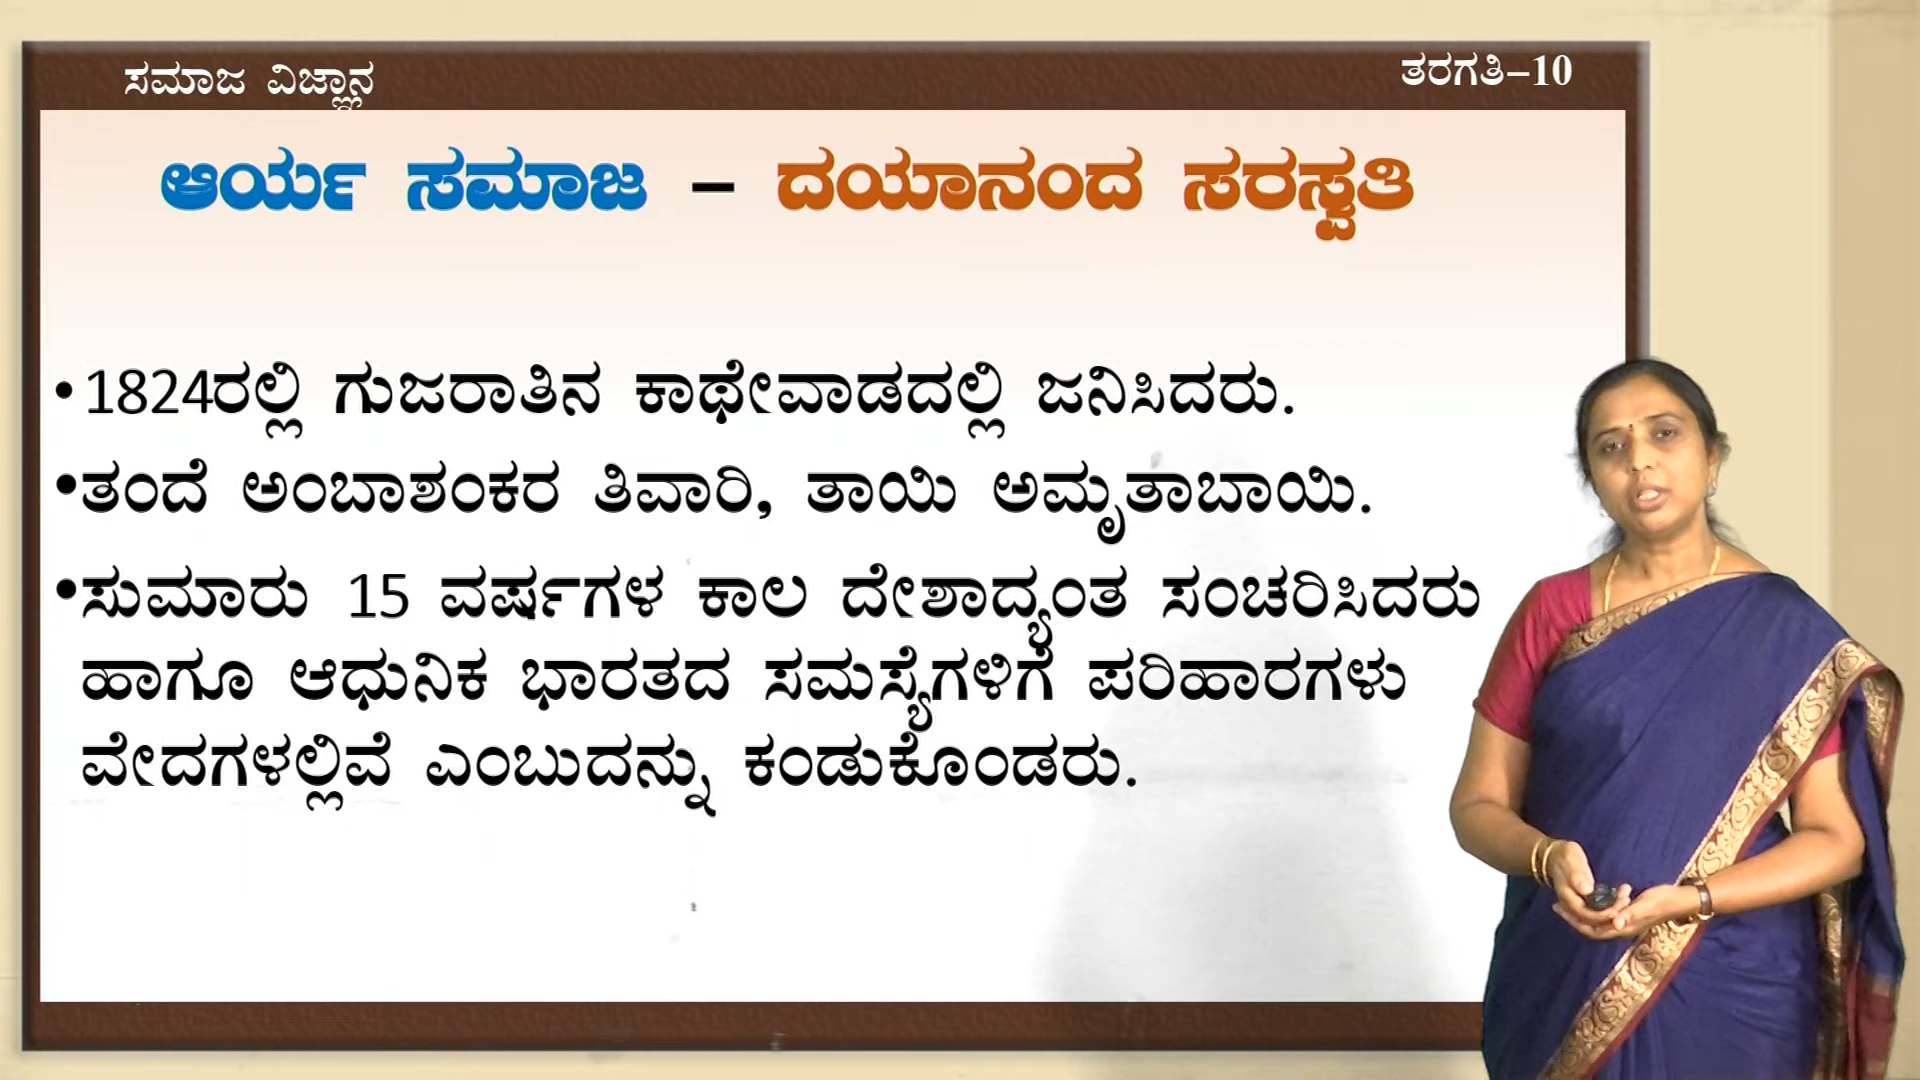 ಸಮಾಜ ವಿಜ್ಞಾನ
ತರಗತಿ–10
ಆರ್ಯ ಸಮಾಜ – ದಯಾನಂದ ಸರಸ್ವತಿ
• 1824ರಲ್ಲಿ ಗುಜರಾತಿನ ಕಾಥೇವಾಡದಲ್ಲಿ ಜನಿಸಿದರು.
•ತಂದೆ ಅಂಬಾಶಂಕರ ತಿವಾರಿ, ತಾಯಿ ಅಮೃತಾಬಾಯಿ.
•ಸುಮಾರು 15 ವರ್ಷಗಳ ಕಾಲ ದೇಶಾದ್ಯಂತ ಸಂಚರಿಸಿದರು
ಹಾಗೂ ಆಧುನಿಕ ಭಾರತದ ಸಮಸ್ಯೆಗಳಿಗೆ ಪರಿಹಾರಗಳು
ವೇದಗಳಲ್ಲಿವೆ ಎಂಬುದನ್ನು ಕಂಡುಕೊಂಡರು.